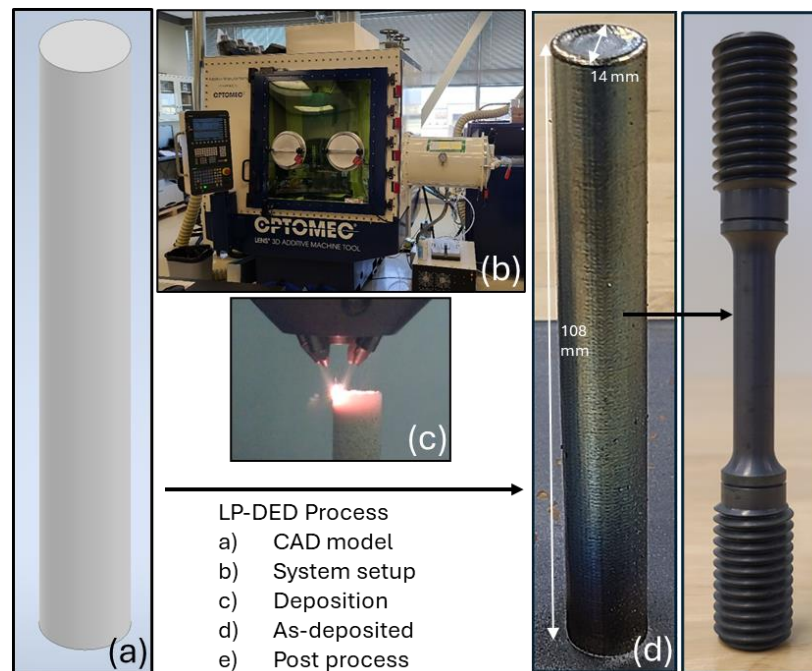 14 mm
OPTOMEC
OPTOMEC®
LENS® 3D ADDITIVE MACHINE TOOL
(b)
108
mm
(c)
LP-DED Process
a) CAD model
b) System setup
c) Deposition
d) As-deposited
e) Post process
(a)
(d)